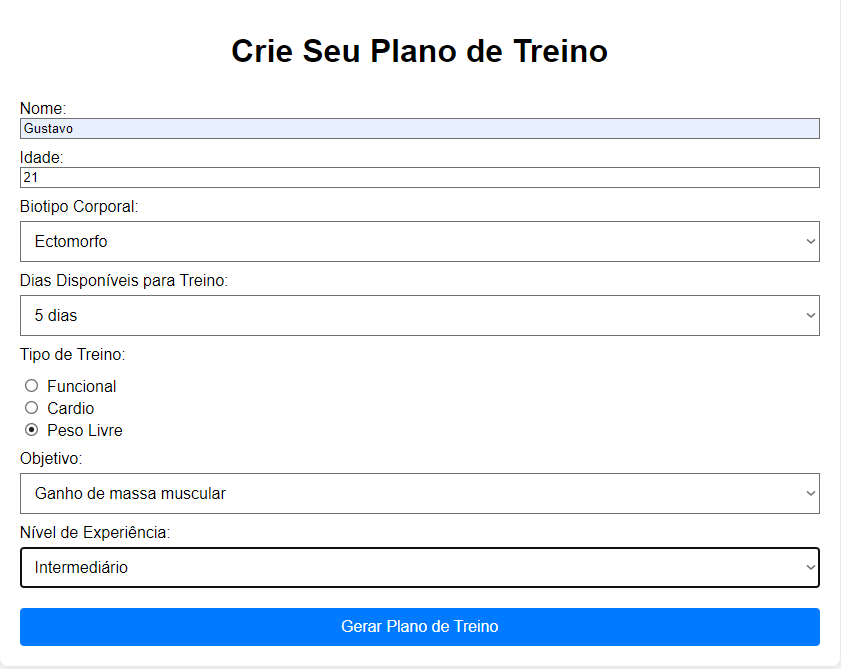 Crie Seu Plano de Treino
Nome:
Gustavo
Idade:
21
Biotipo Corporal:
Ectomorfo
Dias Disponíveis para Treino:
5 dias
Tipo de Treino:
Funcional
Cardio
Peso Livre
Objetivo:
Ganho de massa muscular
Nível de Experiência:
Intermediário
Gerar Plano de Treino